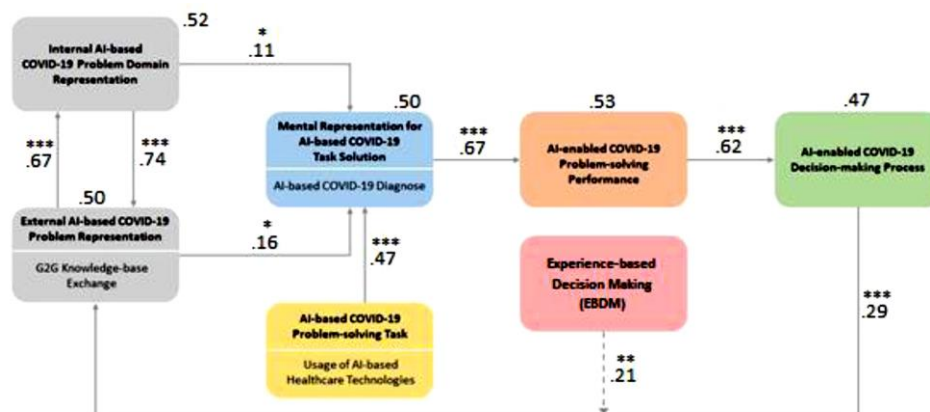 .52
Internal AI-based
COVID-19 Problem Domain
Representation
*
.11
***
.67
***
.74
.50
External AI-based COVID-19
Problem Representation
G2G Knowledge-base
Exchange
*
.16
.50
Mental Representation for
AI-based COVID-19
Task Solution
AI-based COVID-19 Diagnose
***
.47
AI-based COVID-19
Problem-solving Task
Usage of AI-based
Healthcare Technologies
***
.67
.53
AI-enabled COVID-19
Problem-solving
Performance
***
.62
.47
AI-enabled COVID-19
Decision-making Process
Experience-based
Decision Making
(EBDM)
**
.21
***
.29